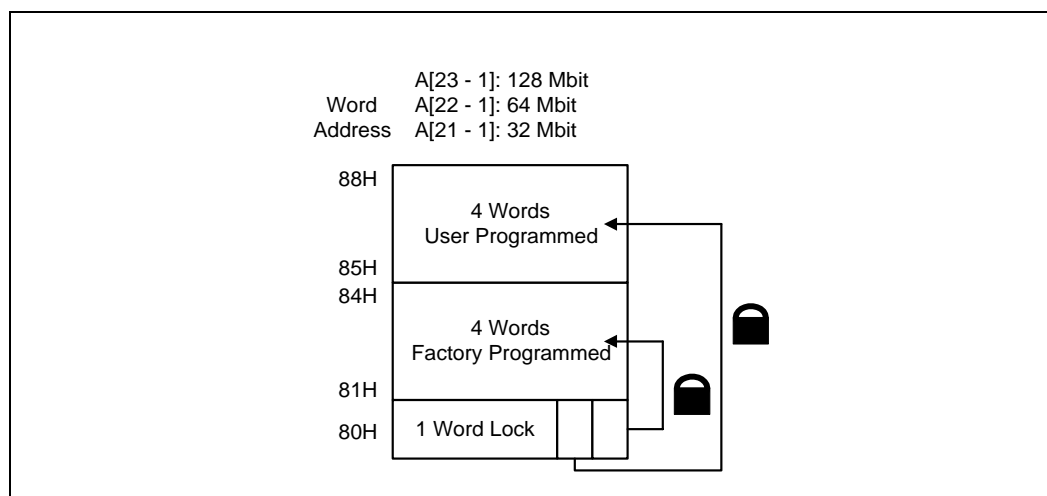 A[23 - 1]: 128 Mbit
Word A[22 - 1]: 64 Mbit
Address A[21 - 1]: 32 Mbit
88H
4 Words
User Programmed
85H
84H
4 Words
Factory Programmed
81H
80H 1 Word Lock